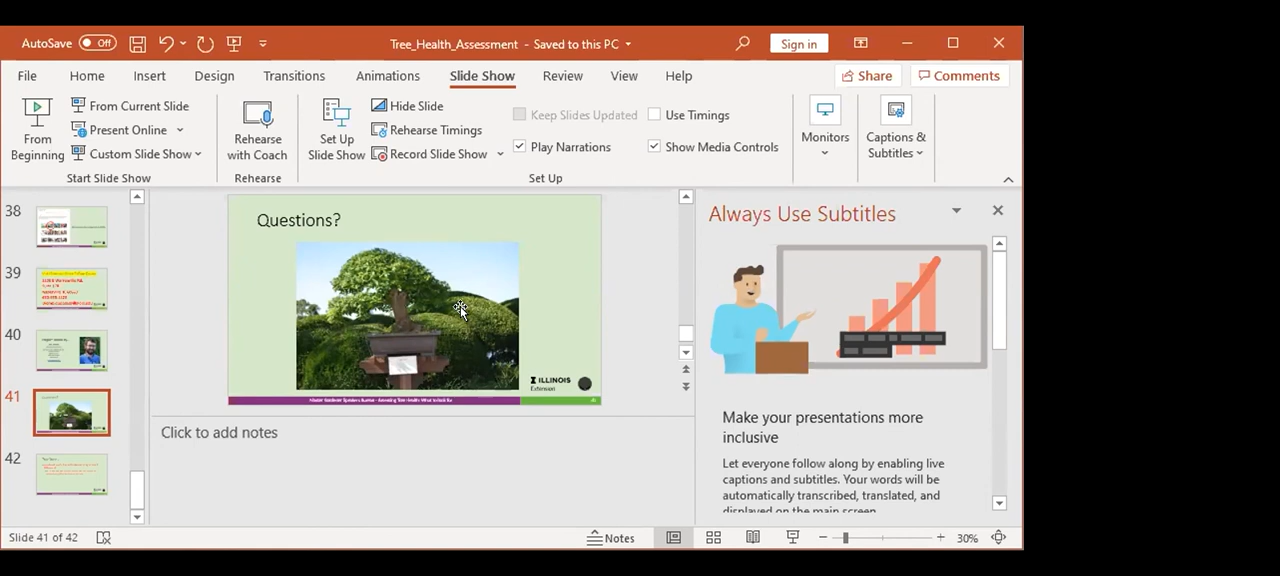 AutoSave Off
Tree_Health_Assessment - Saved to this PC
Sign in
File Home Insert Design Transitions Animations Slide Show Review View Help
Share Comments
From Beginning
From Current Slide
Present Online
Custom Slide Show
Start Slide Show
Rehearse with Coach
Rehearse
Set Up Slide Show
Hide Slide
Rehearse Timings
Record Slide Show
Keep Slides Updated
Use Timings
Play Narrations
Show Media Controls
Set Up
Monitors
Captions & Subtitles
38
39
40
41
42
Questions?
ILLINOIS
Extension
Click to add notes
Always Use Subtitles
Make your presentations more
inclusive
Let everyone follow along by enabling live
captions and subtitles. Your words will be
automatically transcribed, translated, and
displayed on the main screen.
Slide 41 of 42
Notes
30%